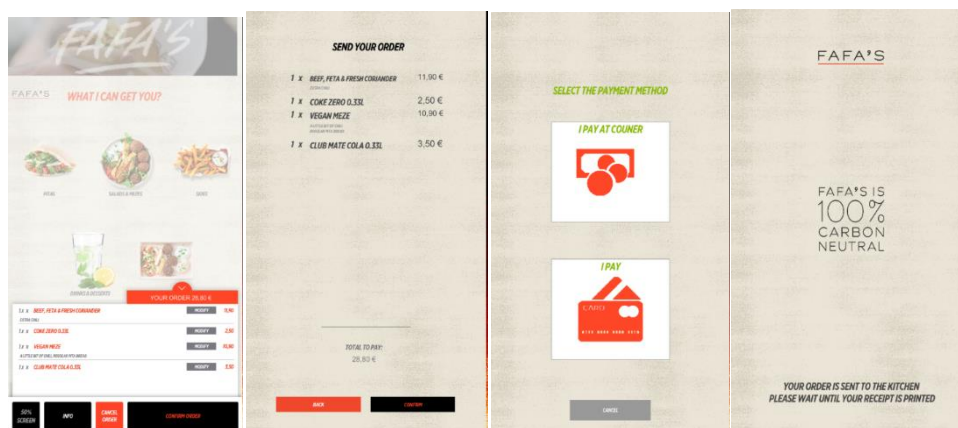 FAFA'S
FAFA'S
WHAT I CAN GET YOU?
PITAS
SALADS & MEZES
SIDES
DRINKS & DESSERTS
YOUR ORDER 28,80 €
1 x BEEF, FETA & FRESH CORIANDER MODIFY 11,90
EXTRA CHILI
1 x COKE ZERO 0.33L MODIFY 2,50
1 x VEGAN MEZE MODIFY 10,90
1 x CLUB MATE COLA 0.33L MODIFY 3,50
50%
SCREEN
INFO
CANCEL
ORDER
CONFIRM ORDER
SEND YOUR ORDER
1 x BEEF, FETA & FRESH CORIANDER 11,90 €
EXTRA CHILI
1 x COKE ZERO 0.33L 2,50 €
1 x VEGAN MEZE 10,90 €
1 x CLUB MATE COLA 0.33L 3,50 €
TOTAL TO PAY:
28,80 €
BACK
CONFIRM
SELECT THE PAYMENT METHOD
I PAY AT COUNER
I PAY
CARD
CANCEL
FAFA'S
FAFA'S IS
100%
CARBON
NEUTRAL
YOUR ORDER IS SENT TO THE KITCHEN
PLEASE WAIT UNTIL YOUR RECEIPT IS PRINTED